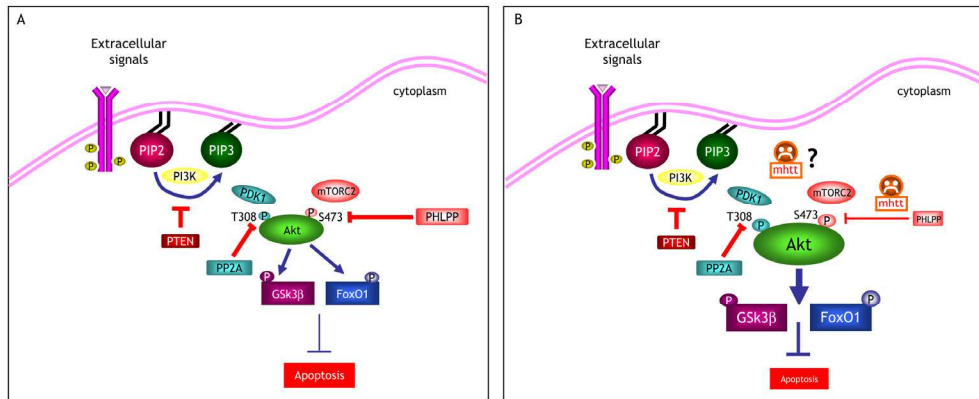 A
Extracellular
signals
cytoplasm
P
P
P
PIP2
PIP3
PI3K
PDK1
mTORC2
T308
P
P
S473
PHLPP
PTEN
Akt
PP2A
P
P
GSk3β
FoxO1
Apoptosis
B
Extracellular
signals
cytoplasm
P
P
P
PIP2
PIP3
?
mhtt
PI3K
PDK1
mTORC2
mhtt
T308
P
S473
P
PHLPP
PTEN
Akt
PP2A
P
P
GSk3β
FoxO1
Apoptosis